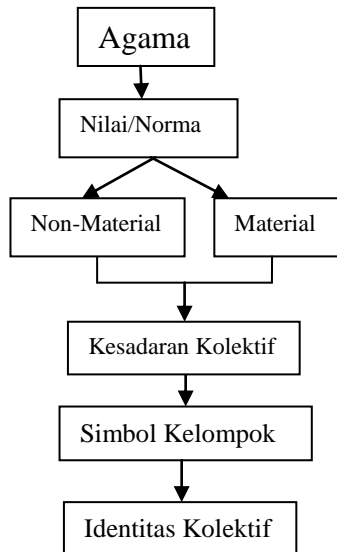 Agama
Nilai/Norma
Non-Material
Material
Kesadaran Kolektif
Simbol Kelompok
Identitas Kolektif